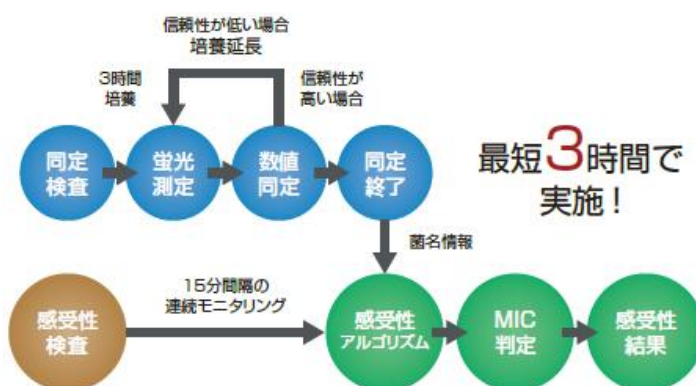 信頼性が低い場合
培養延長
3時間
培養
信頼性が
高い場合
同定
検査
蛍光
測定
数値
同定
同定
終了
最短3時間で
実施！
菌名情報
15分間隔の
連続モニタリング
感受性
検査
感受性
アルゴリズム
MIC
判定
感受性
結果